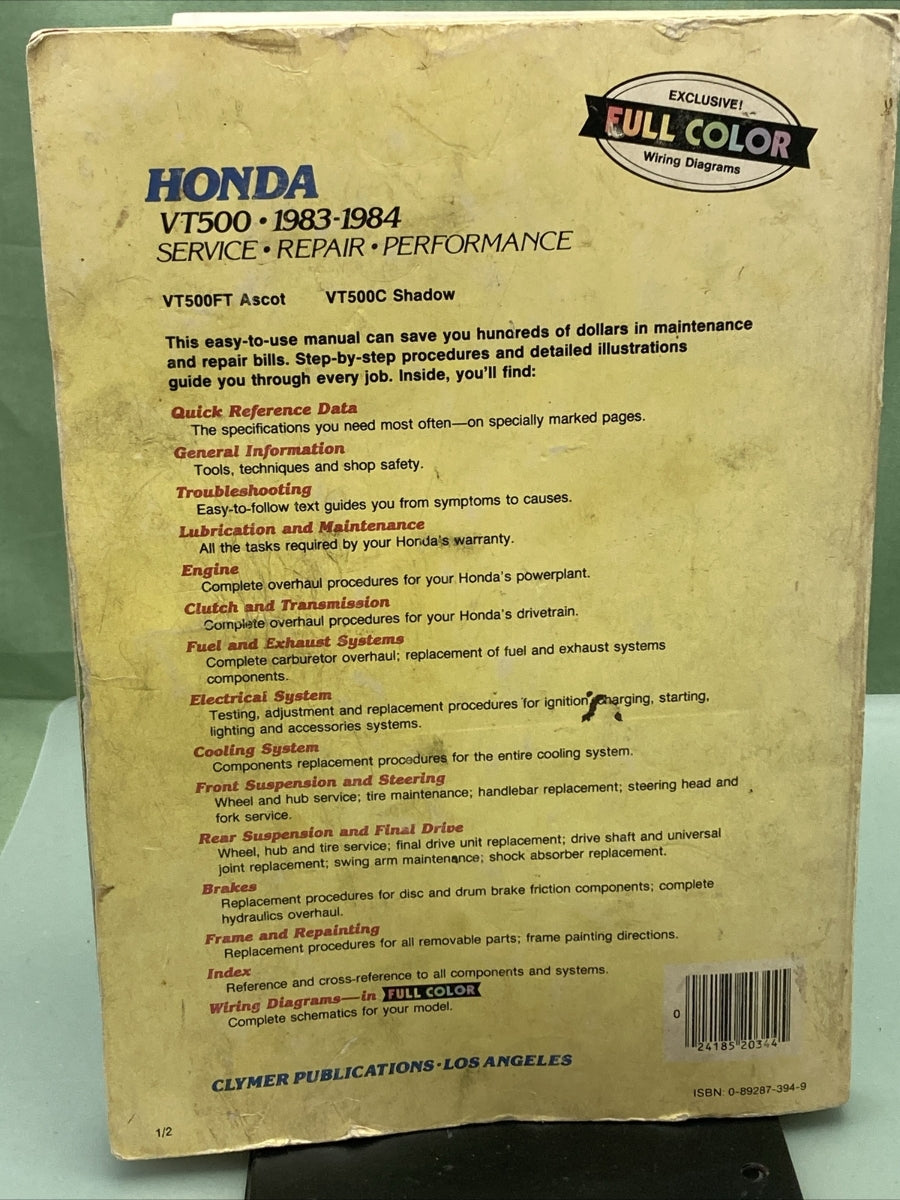 EXCLUSIVE!
FULL COLOR
Wiring Diagrams
HONDA
VT500 • 1983-1984
SERVICE • REPAIR • PERFORMANCE
VT500FT Ascot VT500C Shadow
This easy-to-use manual can save you hundreds of dollars in maintenance
and repair bills. Step-by-step procedures and detailed illustrations
guide you through every job. Inside, you'll find:
Quick Reference Data
The specifications you need most often—on specially marked pages.
General Information
Tools, techniques and shop safety.
Troubleshooting
Easy-to-follow text guides you from symptoms to causes.
Lubrication and Maintenance
All the tasks required by your Honda's warranty.
Engine
Complete overhaul procedures for your Honda's powerplant.
Clutch and Transmission
Complete overhaul procedures for your Honda's drivetrain.
Fuel and Exhaust Systems
Complete carburetor overhaul; replacement of fuel and exhaust systems
components.
Electrical System
Testing, adjustment and replacement procedures for ignition, charging, starting,
lighting and accessories systems.
Cooling System
Components replacement procedures for the entire cooling system.
Front Suspension and Steering
Wheel and hub service; tire maintenance; handlebar replacement; steering head and
fork service.
Rear Suspension and Final Drive
Wheel, hub and tire service; final drive unit replacement; drive shaft and universal
joint replacement; swing arm maintenance; shock absorber replacement.
Brakes
Replacement procedures for disc and drum brake friction components; complete
hydraulics overhaul.
Frame and Repainting
Replacement procedures for all removable parts; frame painting directions.
Index
Reference and cross-reference to all components and systems.
Wiring Diagrams—in FULL COLOR
Complete schematics for your model.
0 24185 20344
CLYMER PUBLICATIONS • LOS ANGELES
ISBN: 0-89287-394-9
1/2